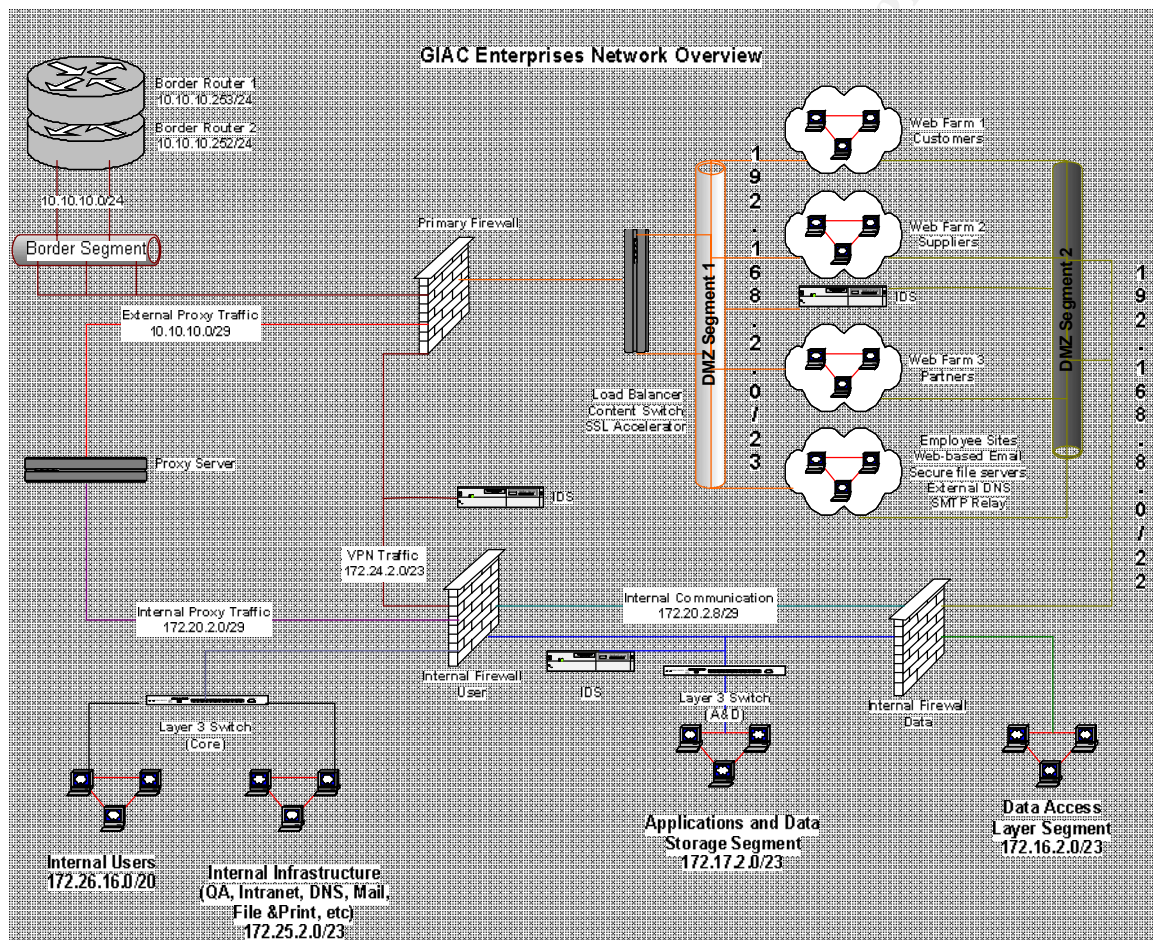 GIAC Enterprises Network Overview
Border Router 1
10.10.10.253/24
Border Router 2
10.10.10.252/24
10.10.10.0/24
Border Segment
Primary Firewall
External Proxy Traffic
10.10.10.0/29
Proxy Server
Load Balancer
Content Switch
SSL Accelerator
DMZ Segment 1
192.168.2.0/23
Web Farm 1
Customers
Web Farm 2
Suppliers
IDS
Web Farm 3
Partners
Employee Sites
Web-based Email
Secure file servers
External DNS
SMTP Relay
DMZ Segment 2
192.168.8.0/22
IDS
VPN Traffic
172.24.2.0/23
Internal Proxy Traffic
172.20.2.0/29
Internal Communication
172.20.2.8/29
Internal Firewall
User
IDS
Layer 3 Switch
(A&D)
Internal Firewall
Data
Layer 3 Switch
(Core)
Internal Users
172.26.16.0/20
Internal Infrastructure
(QA, Intranet, DNS, Mail,
File &Print, etc)
172.25.2.0/23
Applications and Data
Storage Segment
172.17.2.0/23
Data Access
Layer Segment
172.16.2.0/23